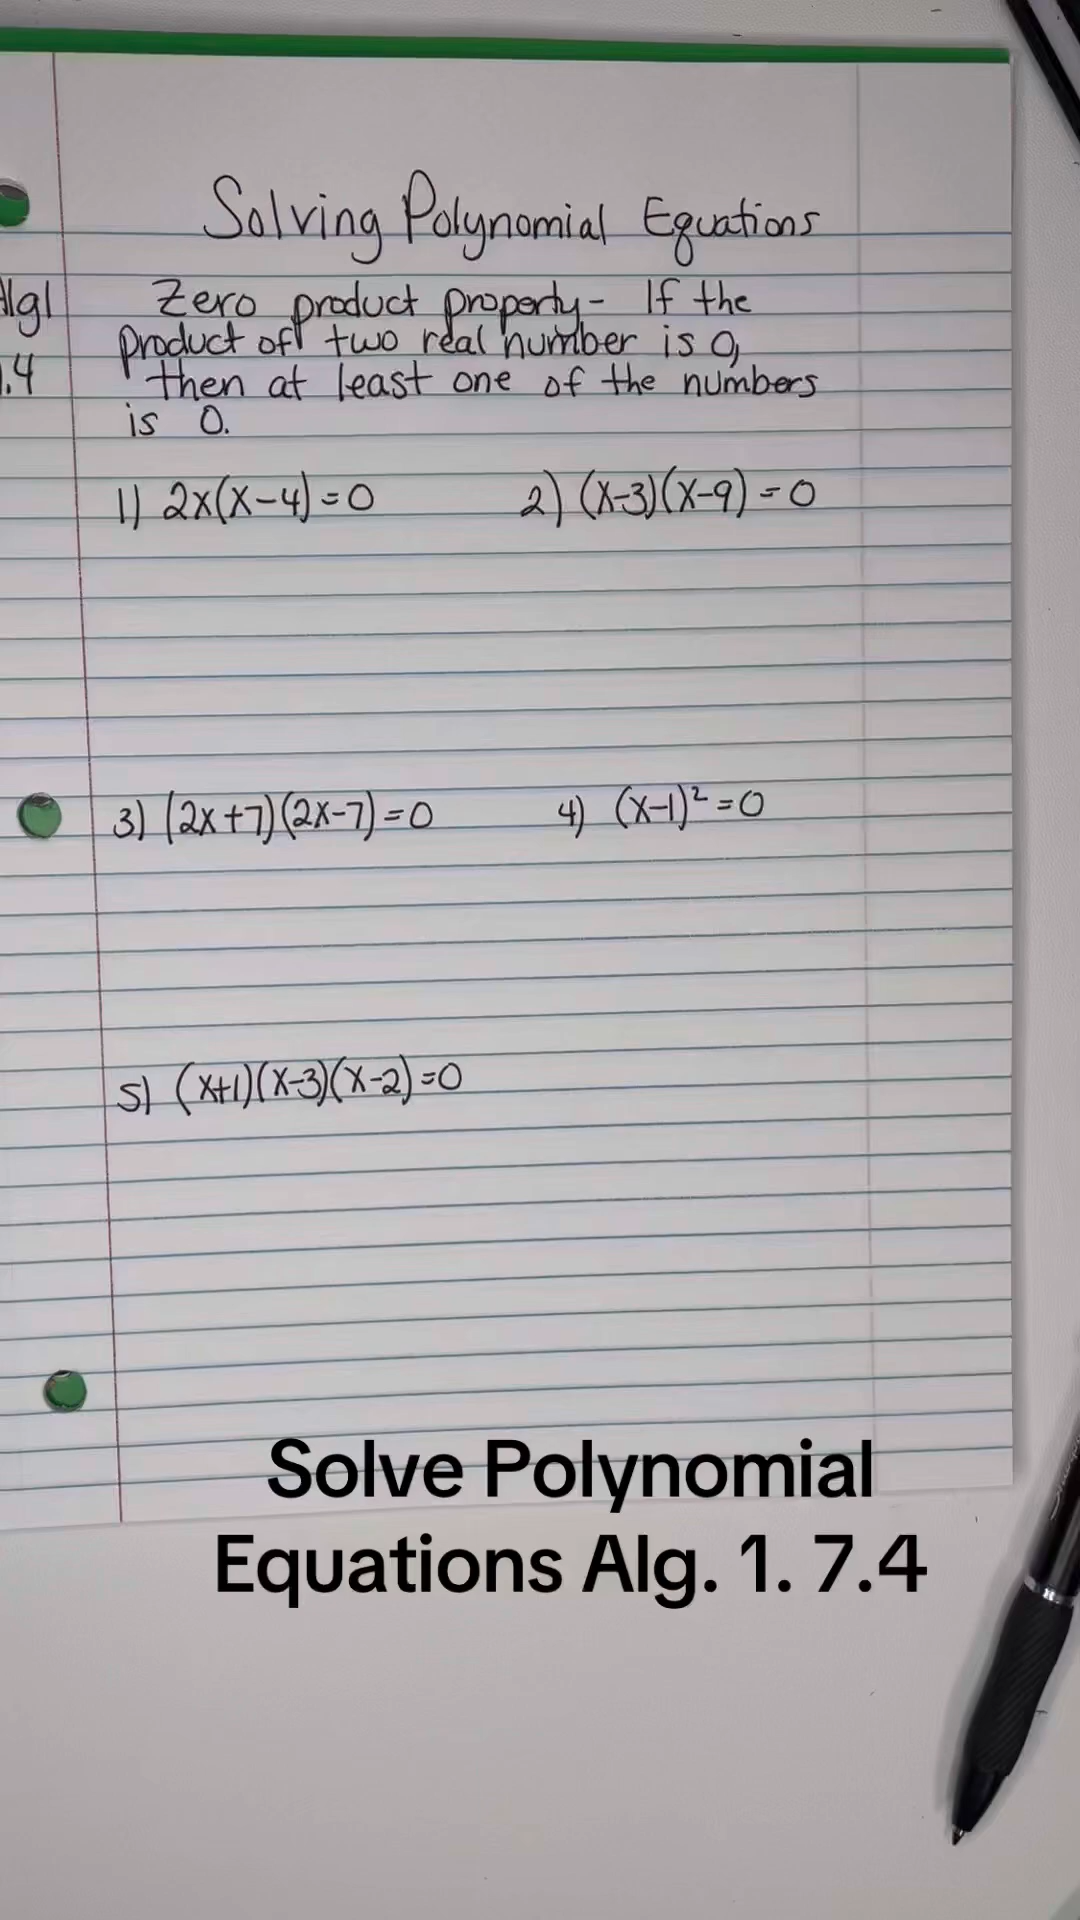 Solving Polynomial Equations
Alg1 Zero product property- If the
product of two real number is 0,
.4 then at least one of the numbers
is 0.
1) 2x(x-4)=0 2) (x-3)(x-9)=0
3) (2x+7)(2x-7)=0 4) (x-1)²=0
5) (x+1)(x-3)(x-2)=0
Solve Polynomial
Equations Alg. 1. 7.4